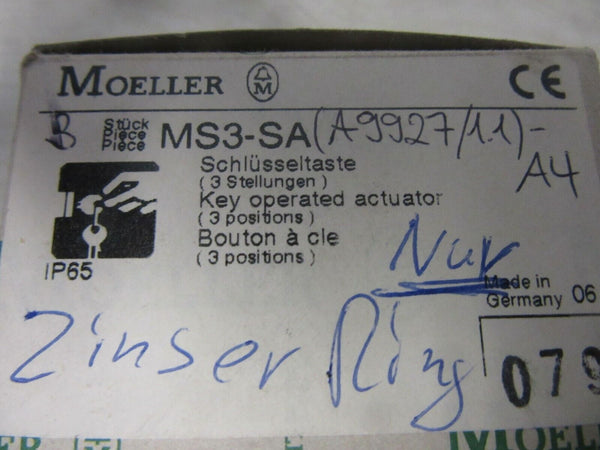 MOELLER M CE
B Stück Pièce Piece MS3-SA(A9927/1.1)-
A4
Schlüsseltaste
(3 Stellungen)
Key operated actuator
(3 positions)
Bouton à cle
(3 positions)
IP65
Nur
Made in
Germany 06
Zinser Ring
079
MOELLER